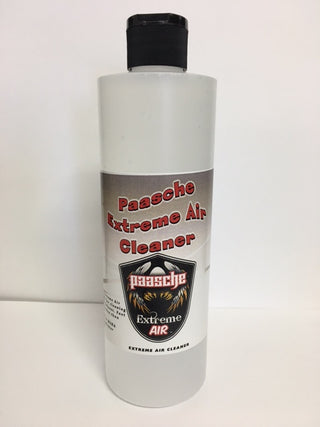 Paasche
Extreme Air
Cleaner
paasche
Extreme
AIR
EXTREME AIR CLEANER